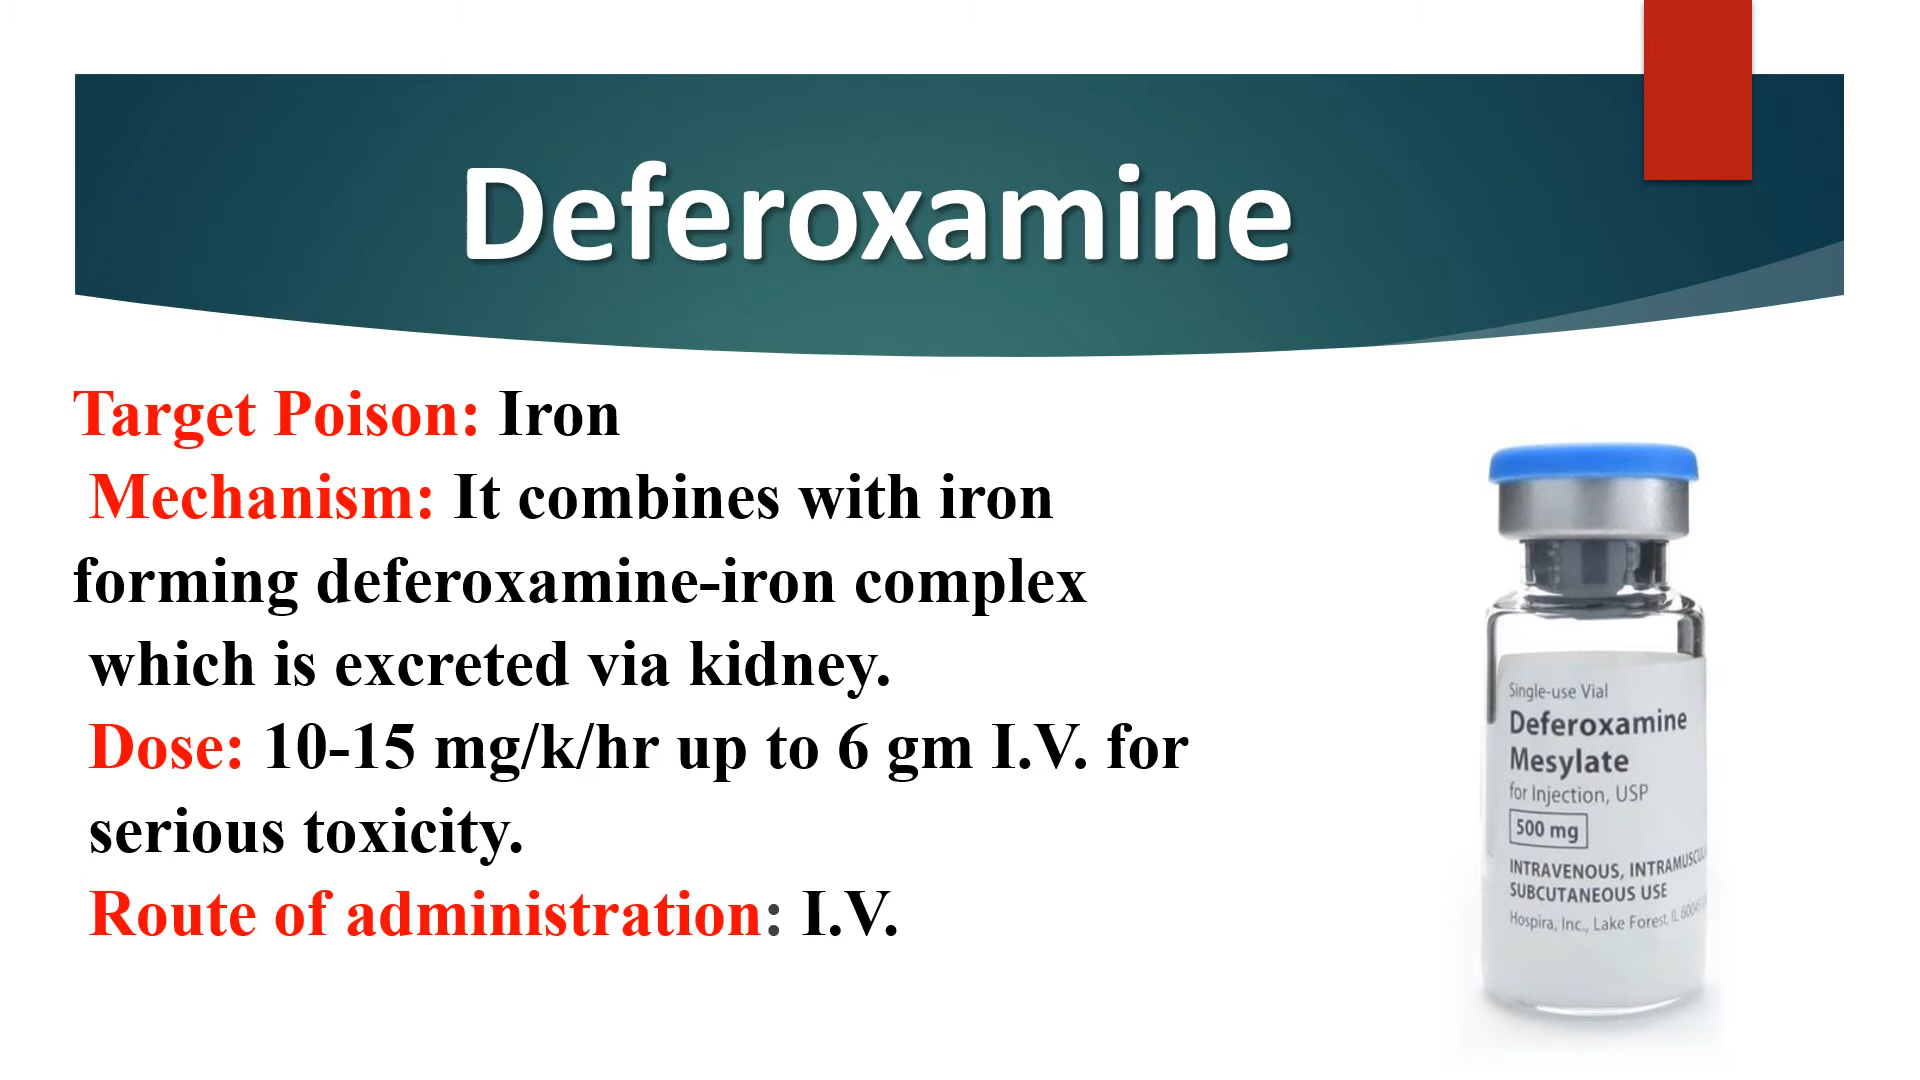 Deferoxamine
Target Poison: Iron
Mechanism: It combines with iron
forming deferoxamine-iron complex
which is excreted via kidney.
Dose: 10-15 mg/k/hr up to 6 gm I.V. for
serious toxicity.
Route of administration: I.V.
Single-use Vial
Deferoxamine
Mesylate
for Injection, USP
500 mg
INTRAVENOUS,
SUBCUTANEOUS USE
Hospira, Inc., Lake Forest, IL